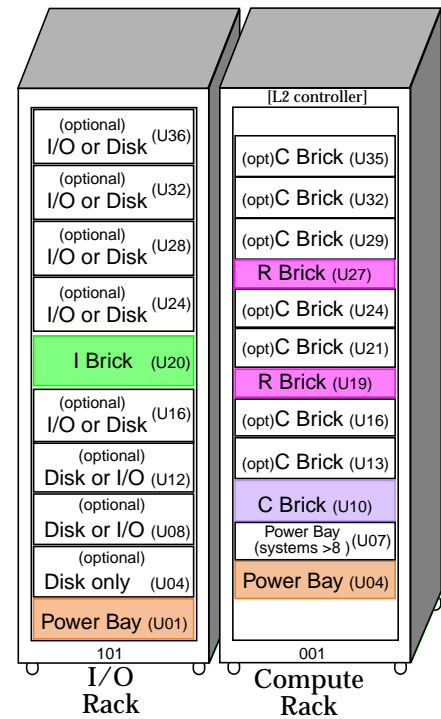 (optional)
I/O or Disk (U36)
(optional)
I/O or Disk (U32)
(optional)
I/O or Disk (U28)
(optional)
I/O or Disk (U24)
I Brick (U20)
(optional)
I/O or Disk (U16)
(optional)
Disk or I/O (U12)
(optional)
Disk or I/O (U08)
(optional)
Disk only (U04)
Power Bay (U01)
101
I/O
Rack
[L2 controller]
(opt)C Brick (U35)
(opt)C Brick (U32)
(opt)C Brick (U29)
R Brick (U27)
(opt)C Brick (U24)
(opt)C Brick (U21)
R Brick (U19)
(opt)C Brick (U16)
(opt)C Brick (U13)
C Brick (U10)
Power Bay (U07)
(systems >8 )
Power Bay (U04)
001
Compute
Rack